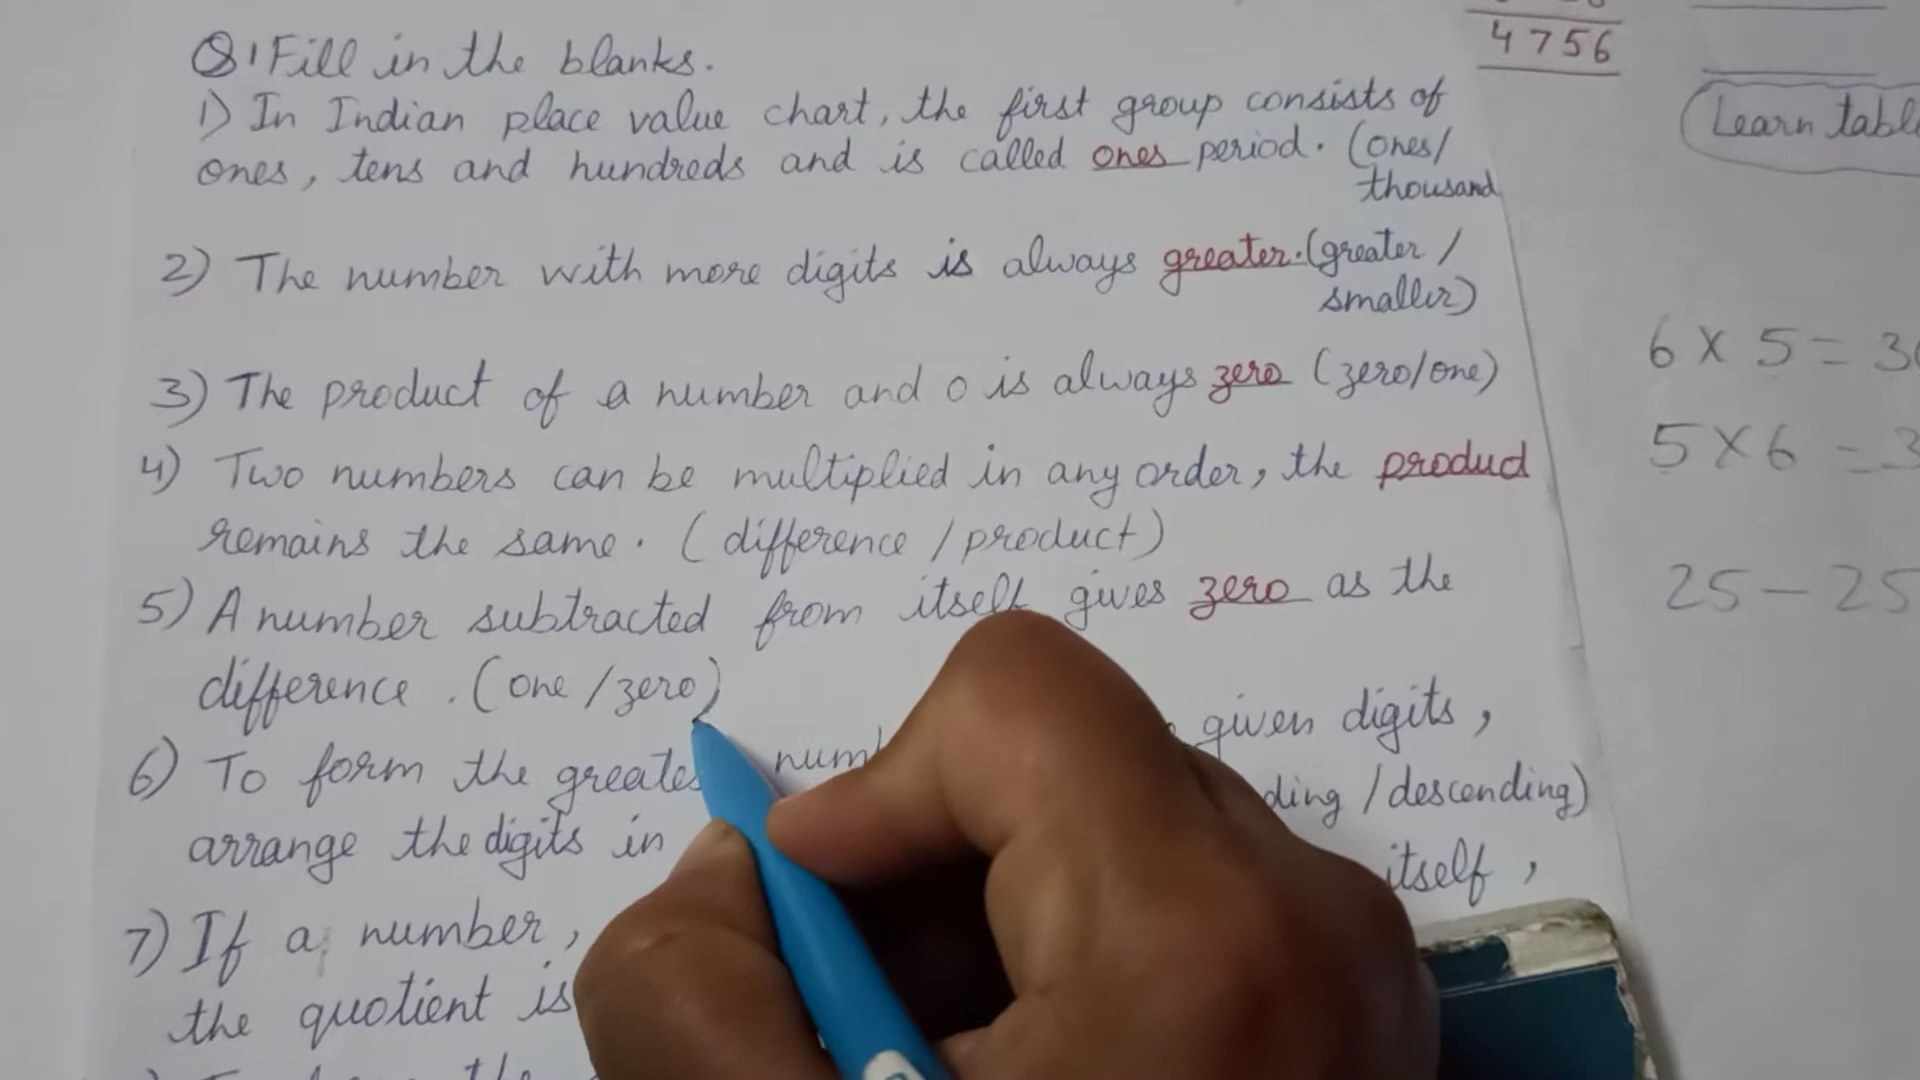 Q1 Fill in the blanks.
1) In Indian place value chart, the first group consists of
ones, tens and hundreds and is called ones period. (ones/
thousand
2) The number with more digits is always greater. (greater /
smaller)
3) The product of a number and 0 is always zero (zero/one)
4) Two numbers can be multiplied in any order, the product
remains the same. (difference / product)
5) A number subtracted from itself gives zero as the
difference. (one / zero)
6) To form the given digits,
arrange the digits in / descending)
7) If a number, itself,
the quotient is
the
4756
Learn
6 x 5 =
5 x 6 =
25 - 25